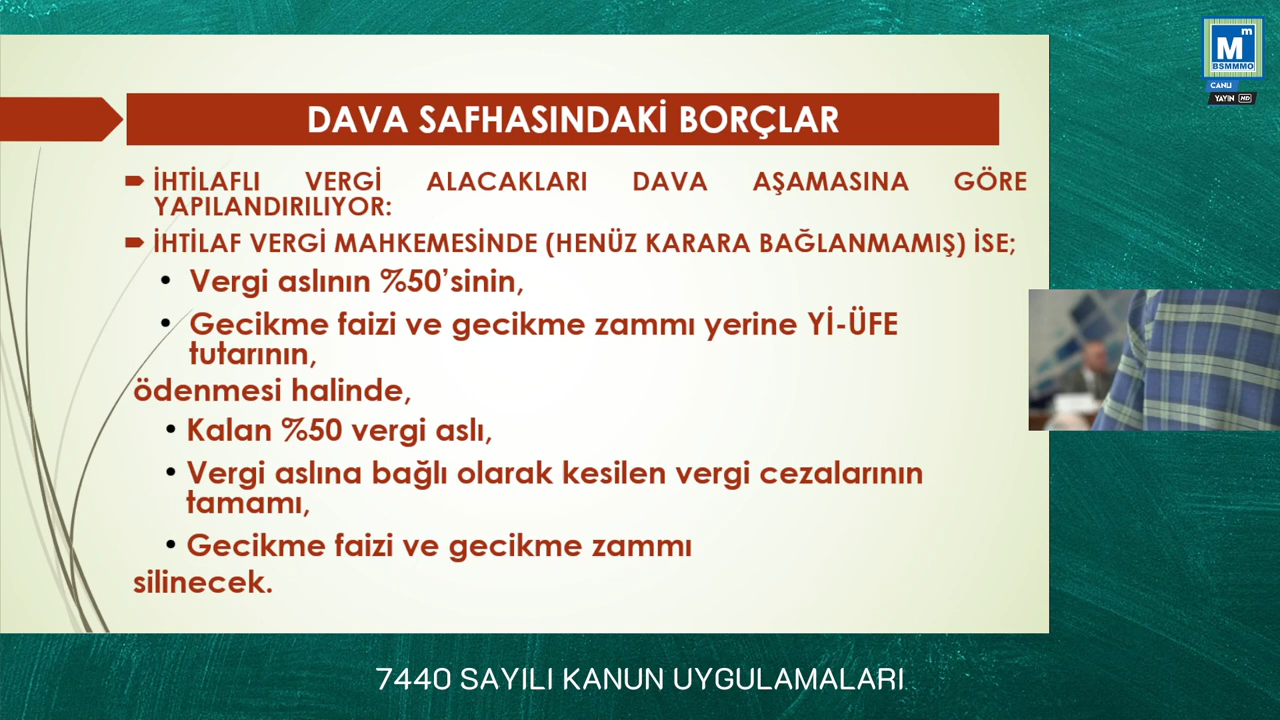 Mm
BSMMMO
CANLI
YAYIN HD
DAVA SAFHASINDAKİ BORÇLAR
İHTİLAFLI VERGİ ALACAKLARI DAVA AŞAMASINA GÖRE
YAPILANDIRILIYOR:
İHTİLAF VERGİ MAHKEMESİNDE (HENÜZ KARARA BAĞLANMAMIŞ) İSE;
• Vergi aslının %50’sinin,
• Gecikme faizi ve gecikme zammı yerine Yİ-ÜFE
tutarının,
ödenmesi halinde,
• Kalan %50 vergi aslı,
• Vergi aslına bağlı olarak kesilen vergi cezalarının
tamamı,
• Gecikme faizi ve gecikme zammı
silinecek.
7440 SAYILI KANUN UYGULAMALARI